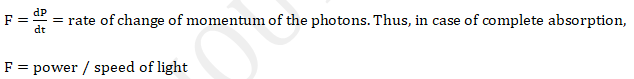 F = dP/dt = rate of change of momentum of the photons. Thus, in case of complete absorption,
F = power / speed of light